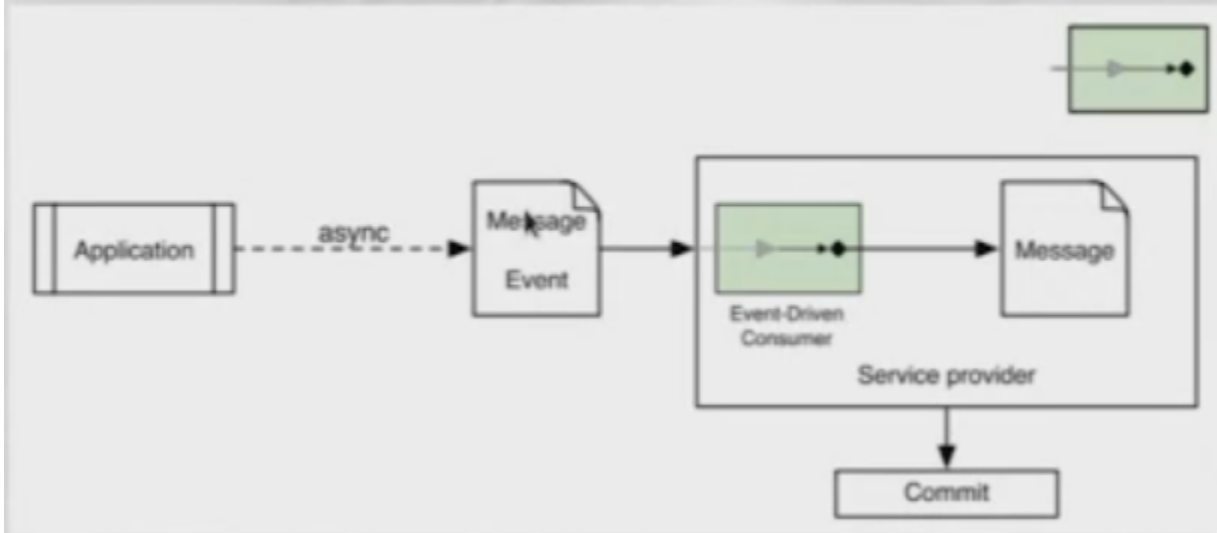 Application
async
Message
Event
Event-Driven
Consumer
Message
Service provider
Commit